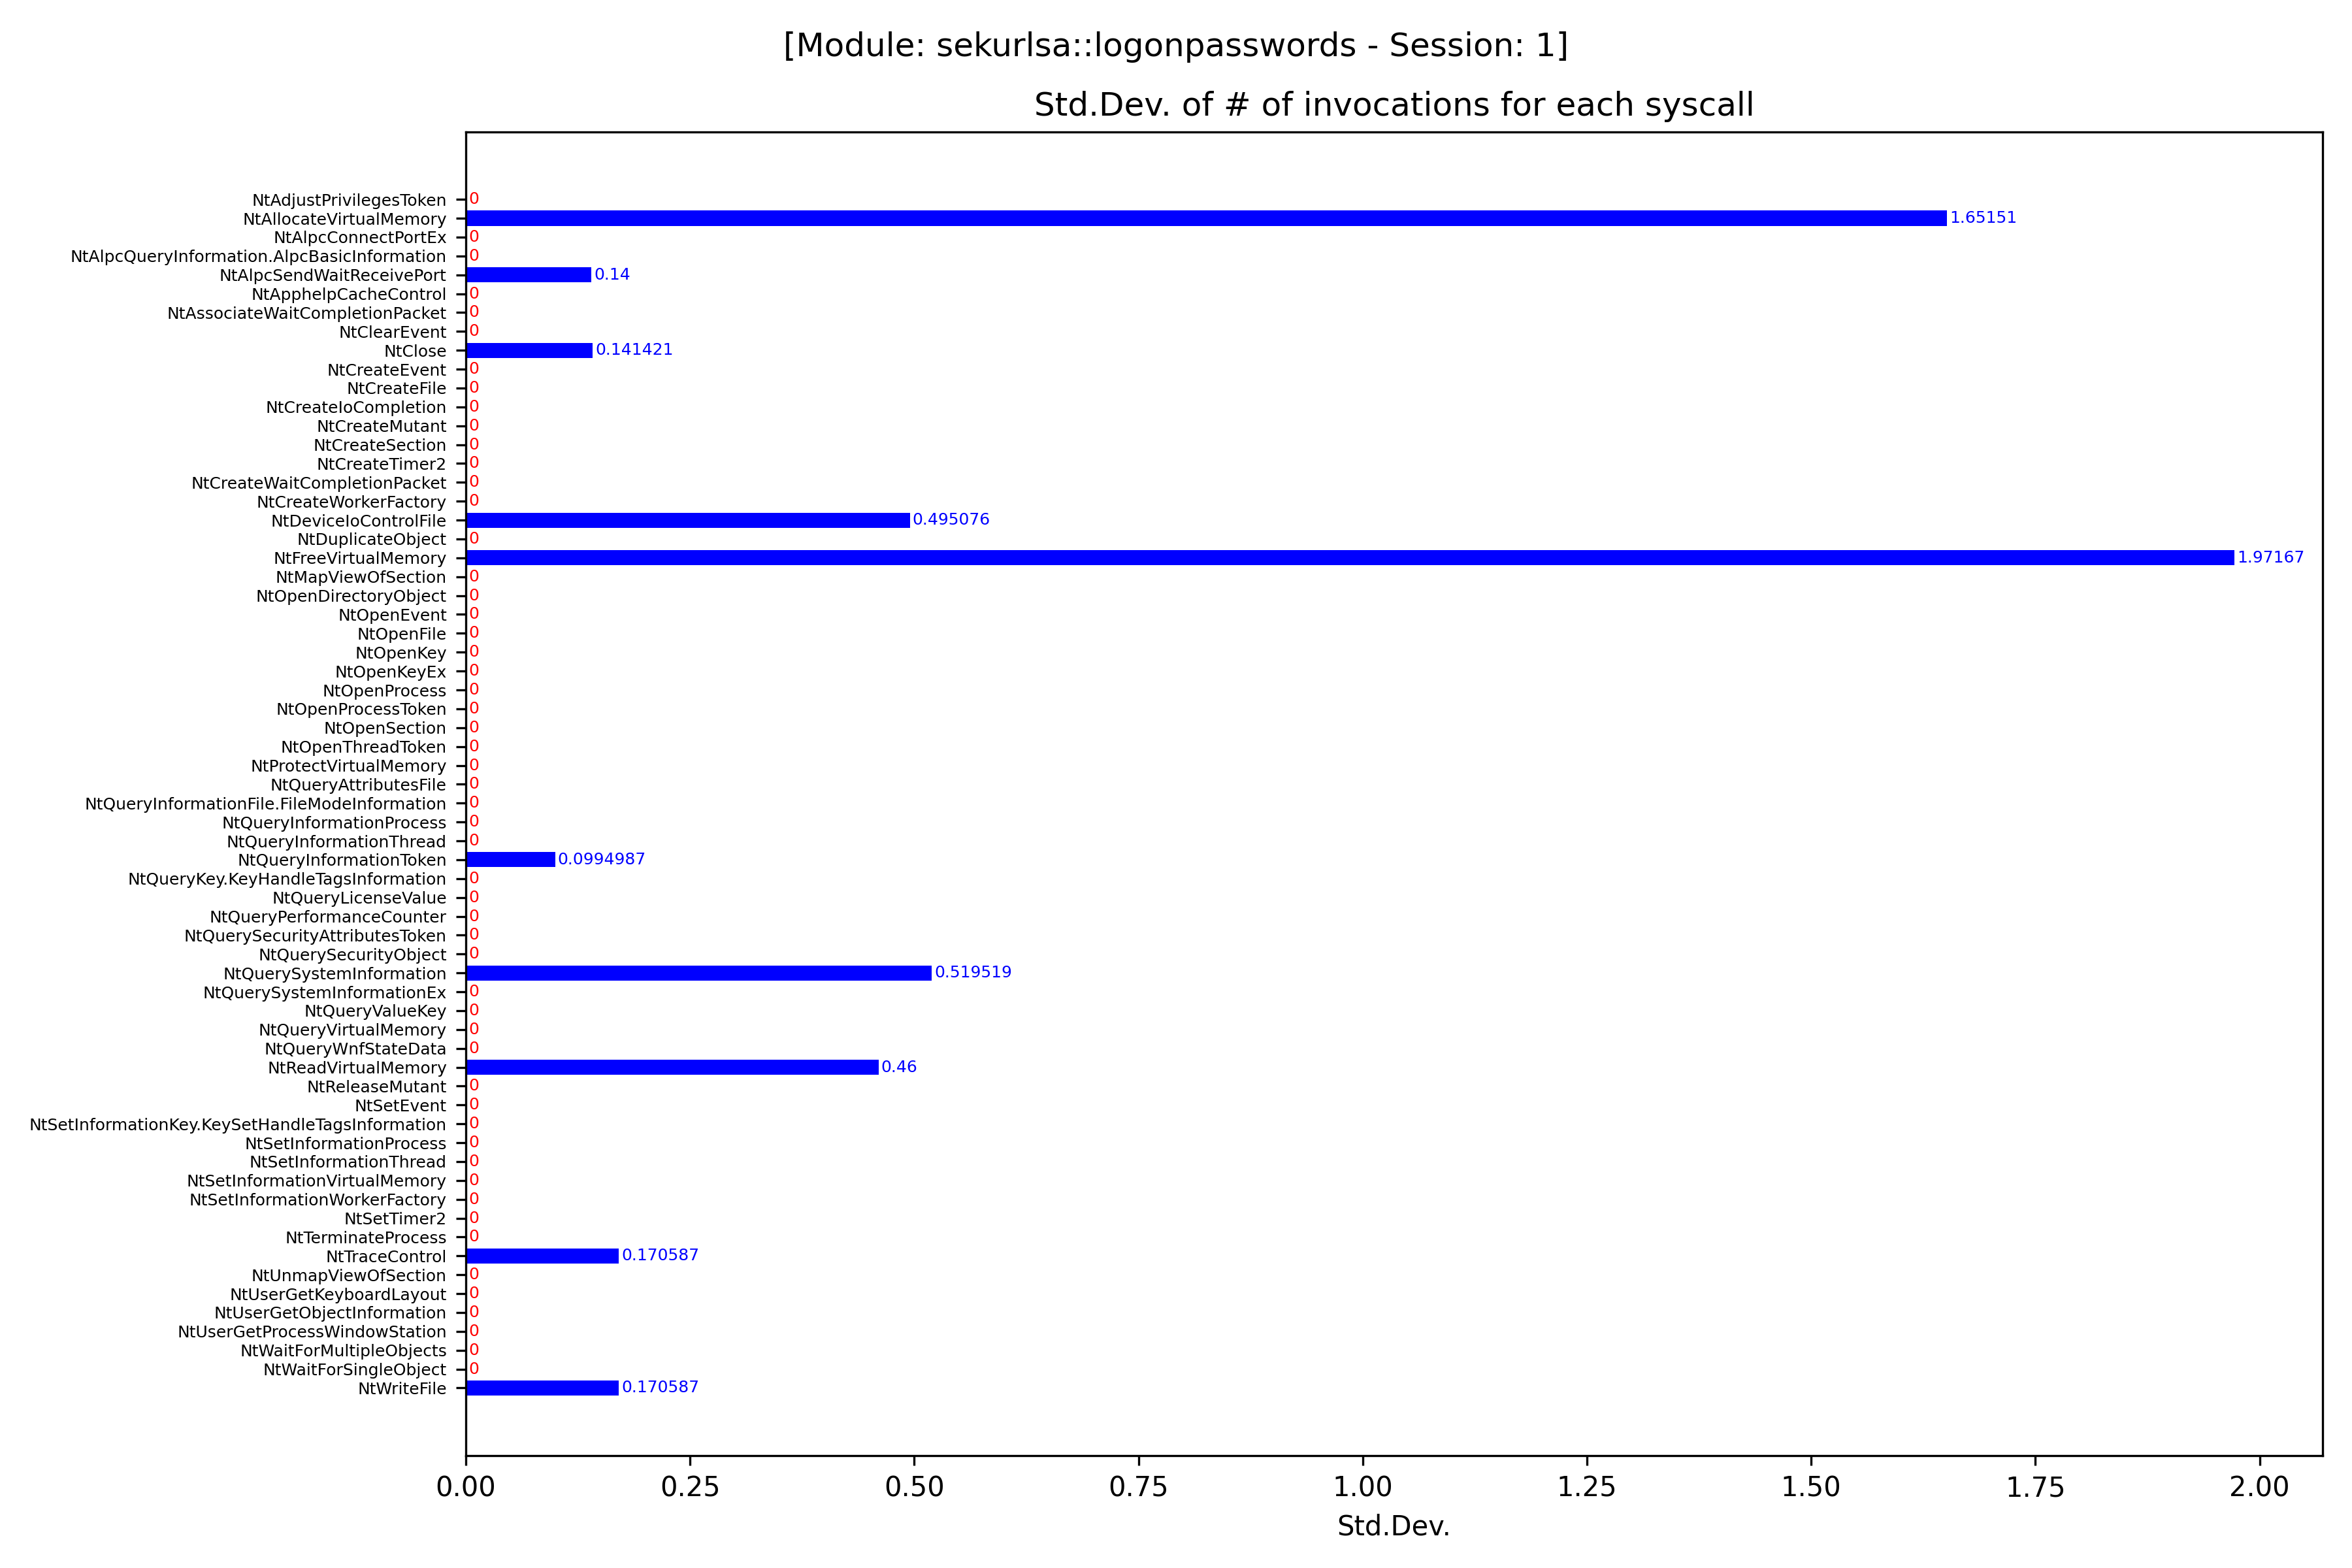 [Module: sekurlsa::logonpasswords - Session: 1]
Std.Dev. of # of invocations for each syscall
NtAdjustPrivilegesToken 0
NtAllocateVirtualMemory 1.65151
NtAlpcConnectPortEx 0
NtAlpcQueryInformation.AlpcBasicInformation 0
NtAlpcSendWaitReceivePort 0.14
NtApphelpCacheControl 0
NtAssociateWaitCompletionPacket 0
NtClearEvent 0
NtClose 0.141421
NtCreateEvent 0
NtCreateFile 0
NtCreateIoCompletion 0
NtCreateMutant 0
NtCreateSection 0
NtCreateTimer2 0
NtCreateWaitCompletionPacket 0
NtCreateWorkerFactory 0
NtDeviceIoControlFile 0.495076
NtDuplicateObject 0
NtFreeVirtualMemory 1.97167
NtMapViewOfSection 0
NtOpenDirectoryObject 0
NtOpenEvent 0
NtOpenFile 0
NtOpenKey 0
NtOpenKeyEx 0
NtOpenProcess 0
NtOpenProcessToken 0
NtOpenSection 0
NtOpenThreadToken 0
NtProtectVirtualMemory 0
NtQueryAttributesFile 0
NtQueryInformationFile.FileModeInformation 0
NtQueryInformationProcess 0
NtQueryInformationThread 0
NtQueryInformationToken 0.0994987
NtQueryKey.KeyHandleTagsInformation 0
NtQueryLicenseValue 0
NtQueryPerformanceCounter 0
NtQuerySecurityAttributesToken 0
NtQuerySecurityObject 0
NtQuerySystemInformation 0.519519
NtQuerySystemInformationEx 0
NtQueryValueKey 0
NtQueryVirtualMemory 0
NtQueryWnfStateData 0
NtReadVirtualMemory 0.46
NtReleaseMutant 0
NtSetEvent 0
NtSetInformationKey.KeySetHandleTagsInformation 0
NtSetInformationProcess 0
NtSetInformationThread 0
NtSetInformationVirtualMemory 0
NtSetInformationWorkerFactory 0
NtSetTimer2 0
NtTerminateProcess 0
NtTraceControl 0.170587
NtUnmapViewOfSection 0
NtUserGetKeyboardLayout 0
NtUserGetObjectInformation 0
NtUserGetProcessWindowStation 0
NtWaitForMultipleObjects 0
NtWaitForSingleObject 0
NtWriteFile 0.170587
0.00 0.25 0.50 0.75 1.00 1.25 1.50 1.75 2.00
Std.Dev.